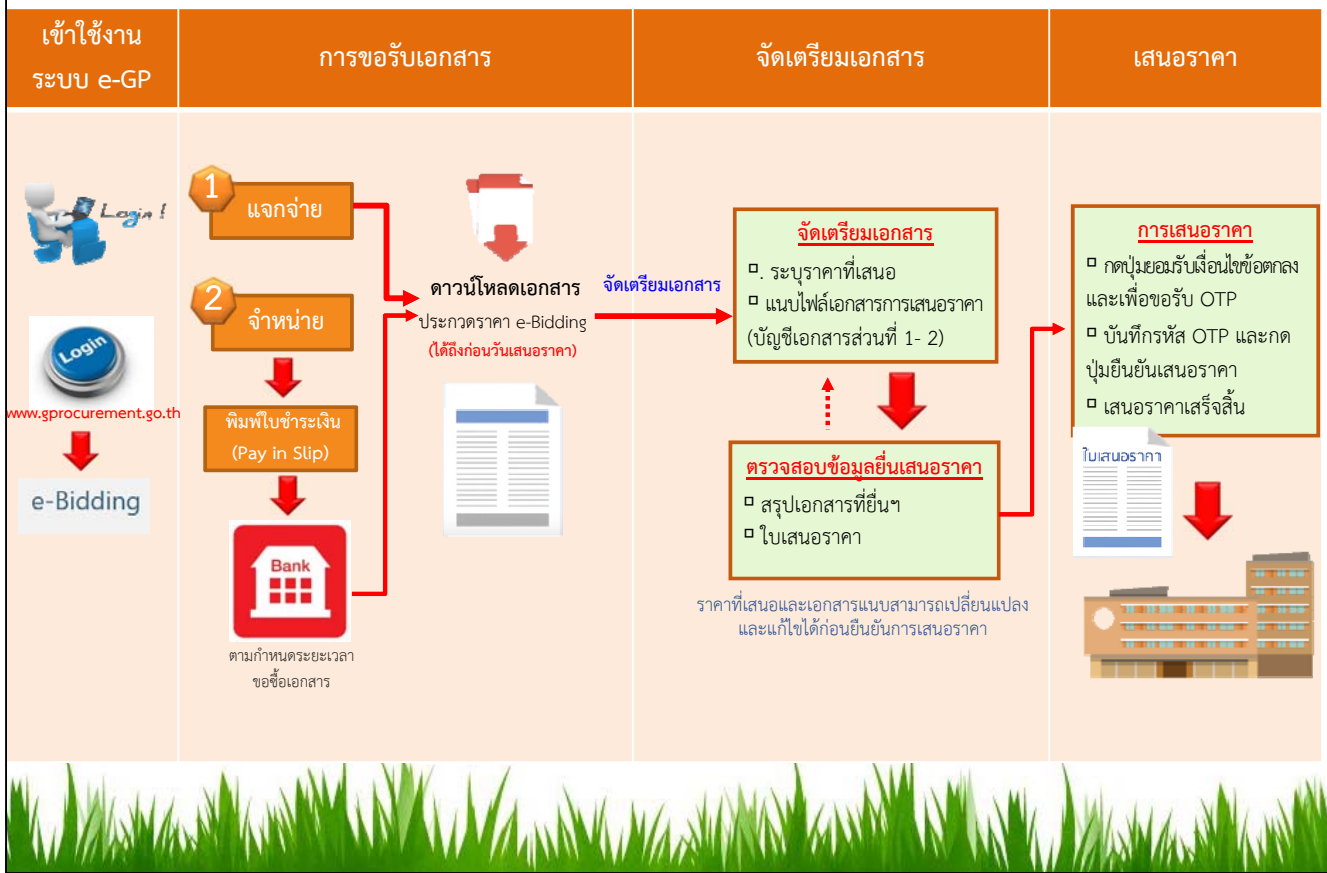 เข้าใช้งาน
ระบบ e-GP
การขอรับเอกสาร
จัดเตรียมเอกสาร
เสนอราคา
Login !
Login
www.gprocurement.go.th
e-Bidding
1
แจกจ่าย
2
จำหน่าย
พิมพ์ใบชำระเงิน
(Pay in Slip)
Bank
ตามกำหนดระยะเวลา
ขอซื้อเอกสาร
ดาวน์โหลดเอกสาร
ประกวดราคา e-Bidding
(ได้ถึงก่อนวันเสนอราคา)
จัดเตรียมเอกสาร
จัดเตรียมเอกสาร
. ระบุราคาที่เสนอ
แนบไฟล์เอกสารการเสนอราคา
(บัญชีเอกสารส่วนที่ 1- 2)
ตรวจสอบข้อมูลยื่นเสนอราคา
สรุปเอกสารที่ยื่นฯ
ใบเสนอราคา
ราคาที่เสนอและเอกสารแนบสามารถเปลี่ยนแปลง
และแก้ไขได้ก่อนยืนยันการเสนอราคา
การเสนอราคา
กดปุ่มยอมรับเงื่อนไขข้อตกลง
และเพื่อขอรับ OTP
บันทึกรหัส OTP และกด
ปุ่มยืนยันเสนอราคา
เสนอราคาเสร็จสิ้น
ใบเสนอราคา